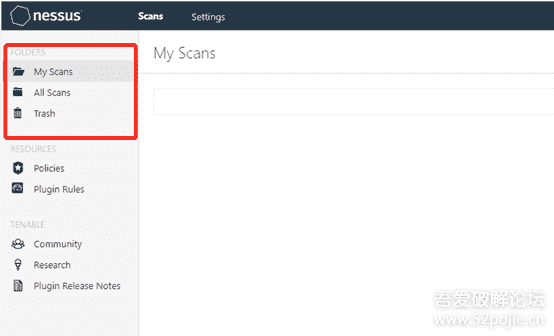 nessus
Scans
Settings
FOLDERS
My Scans
My Scans
All Scans
Trash
RESOURCES
Policies
Plugin Rules
TENABLE
Community
Research
Plugin Release Notes
吾爱破解论坛
www.52pojie.cn